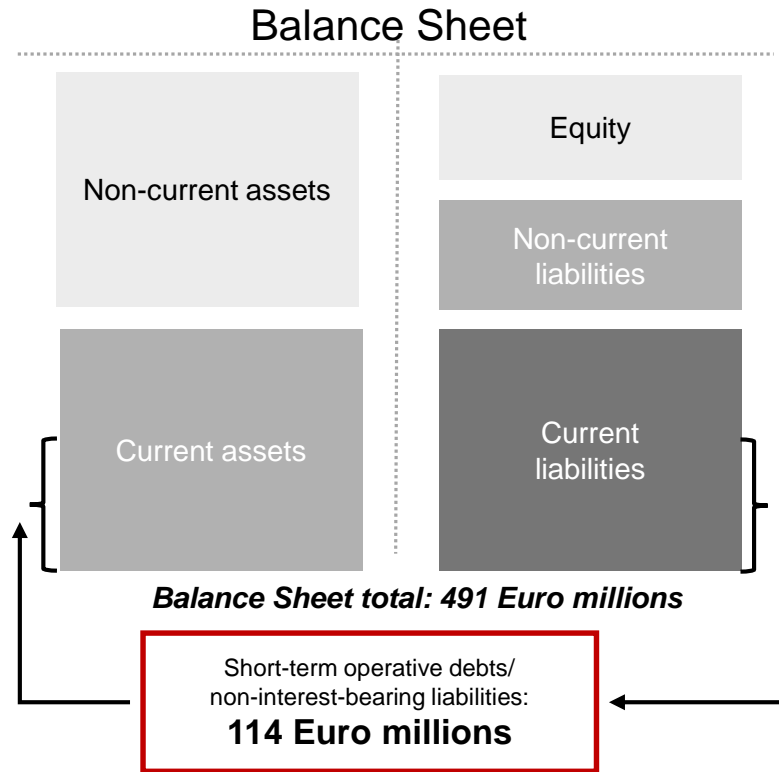 Balance Sheet
Non-current assets
Equity
Non-current
liabilities
Current assets
Current
liabilities
Balance Sheet total: 491 Euro millions
Short-term operative debts/
non-interest-bearing liabilities:
114 Euro millions